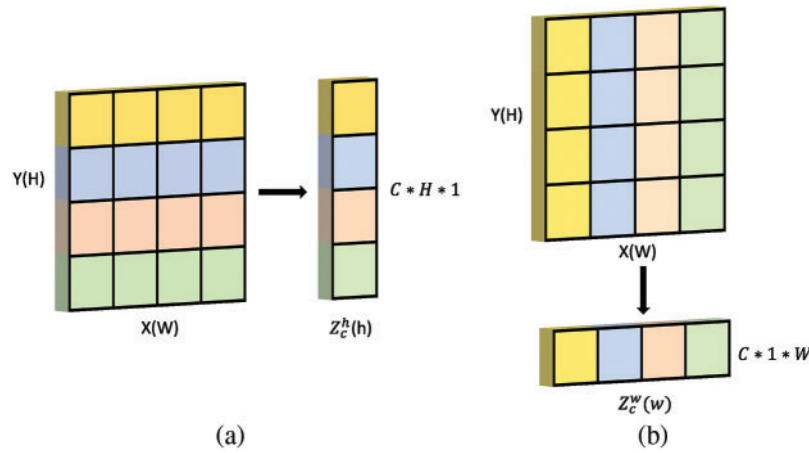 Y(H)
X(W)
C * H * 1
Z_c^h(h)
(a)
Y(H)
X(W)
C * 1 * W
Z_c^w(w)
(b)